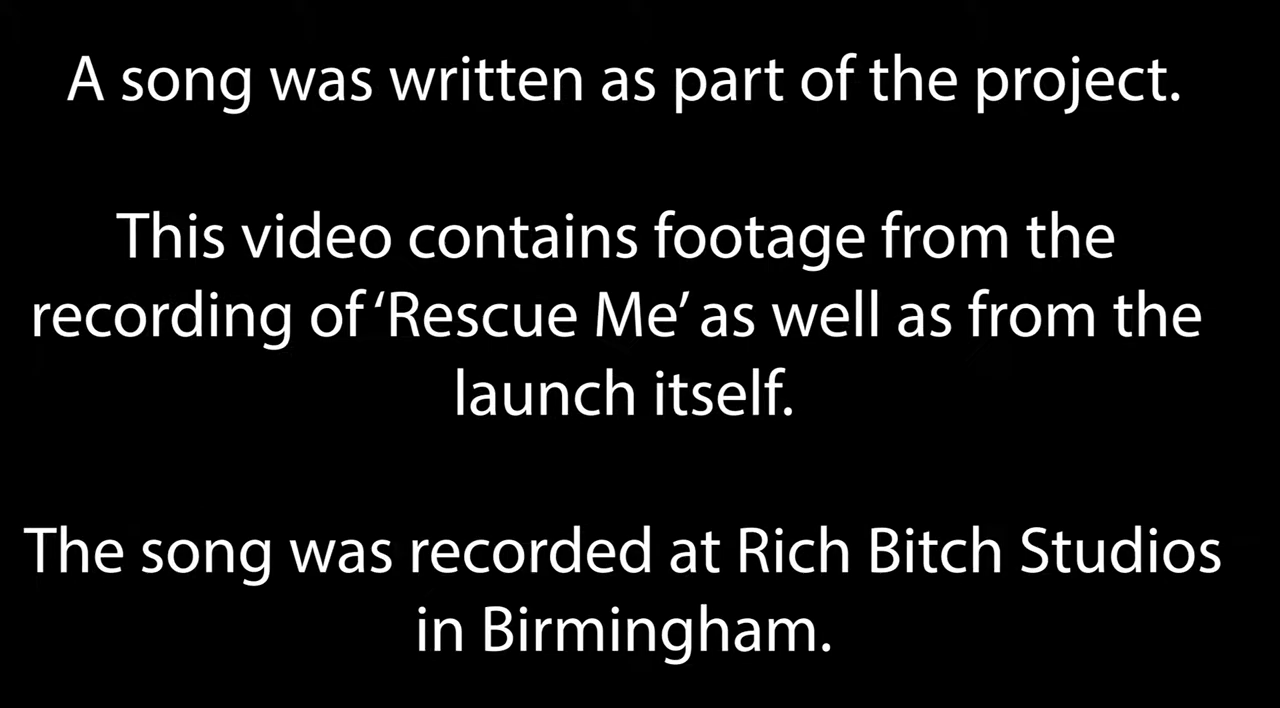 A song was written as part of the project.
This video contains footage from the
recording of ‘Rescue Me’ as well as from the
launch itself.
The song was recorded at Rich Bitch Studios
in Birmingham.